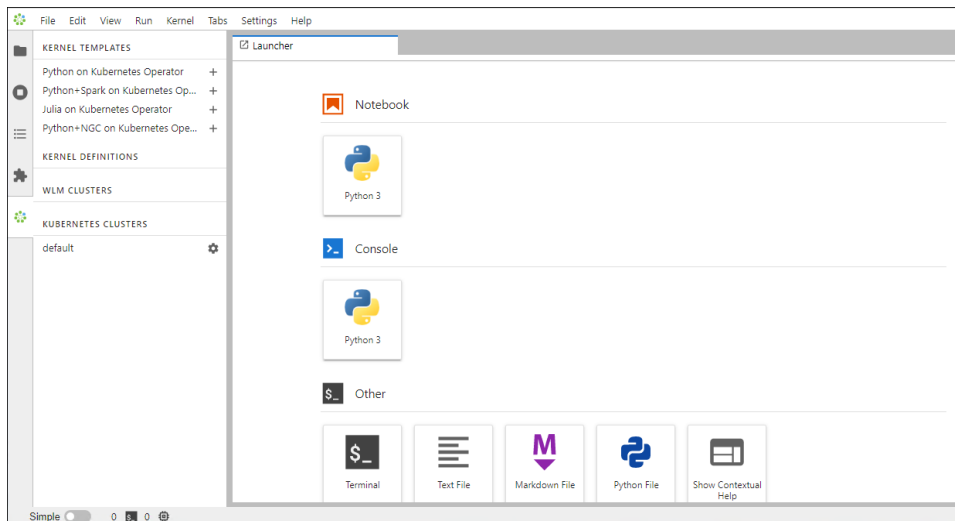 File Edit View Run Kernel Tabs Settings Help
KERNEL TEMPLATES
Python on Kubernetes Operator +
Python+Spark on Kubernetes Op... +
Julia on Kubernetes Operator +
Python+NGC on Kubernetes Ope... +
KERNEL DEFINITIONS
WLM CLUSTERS
KUBERNETES CLUSTERS
default
Launcher
Notebook
Python 3
>_ Console
Python 3
$_ Other
$_
Terminal
Text File
M
Markdown File
Python File
Show Contextual
Help
Simple 0 $_ 0